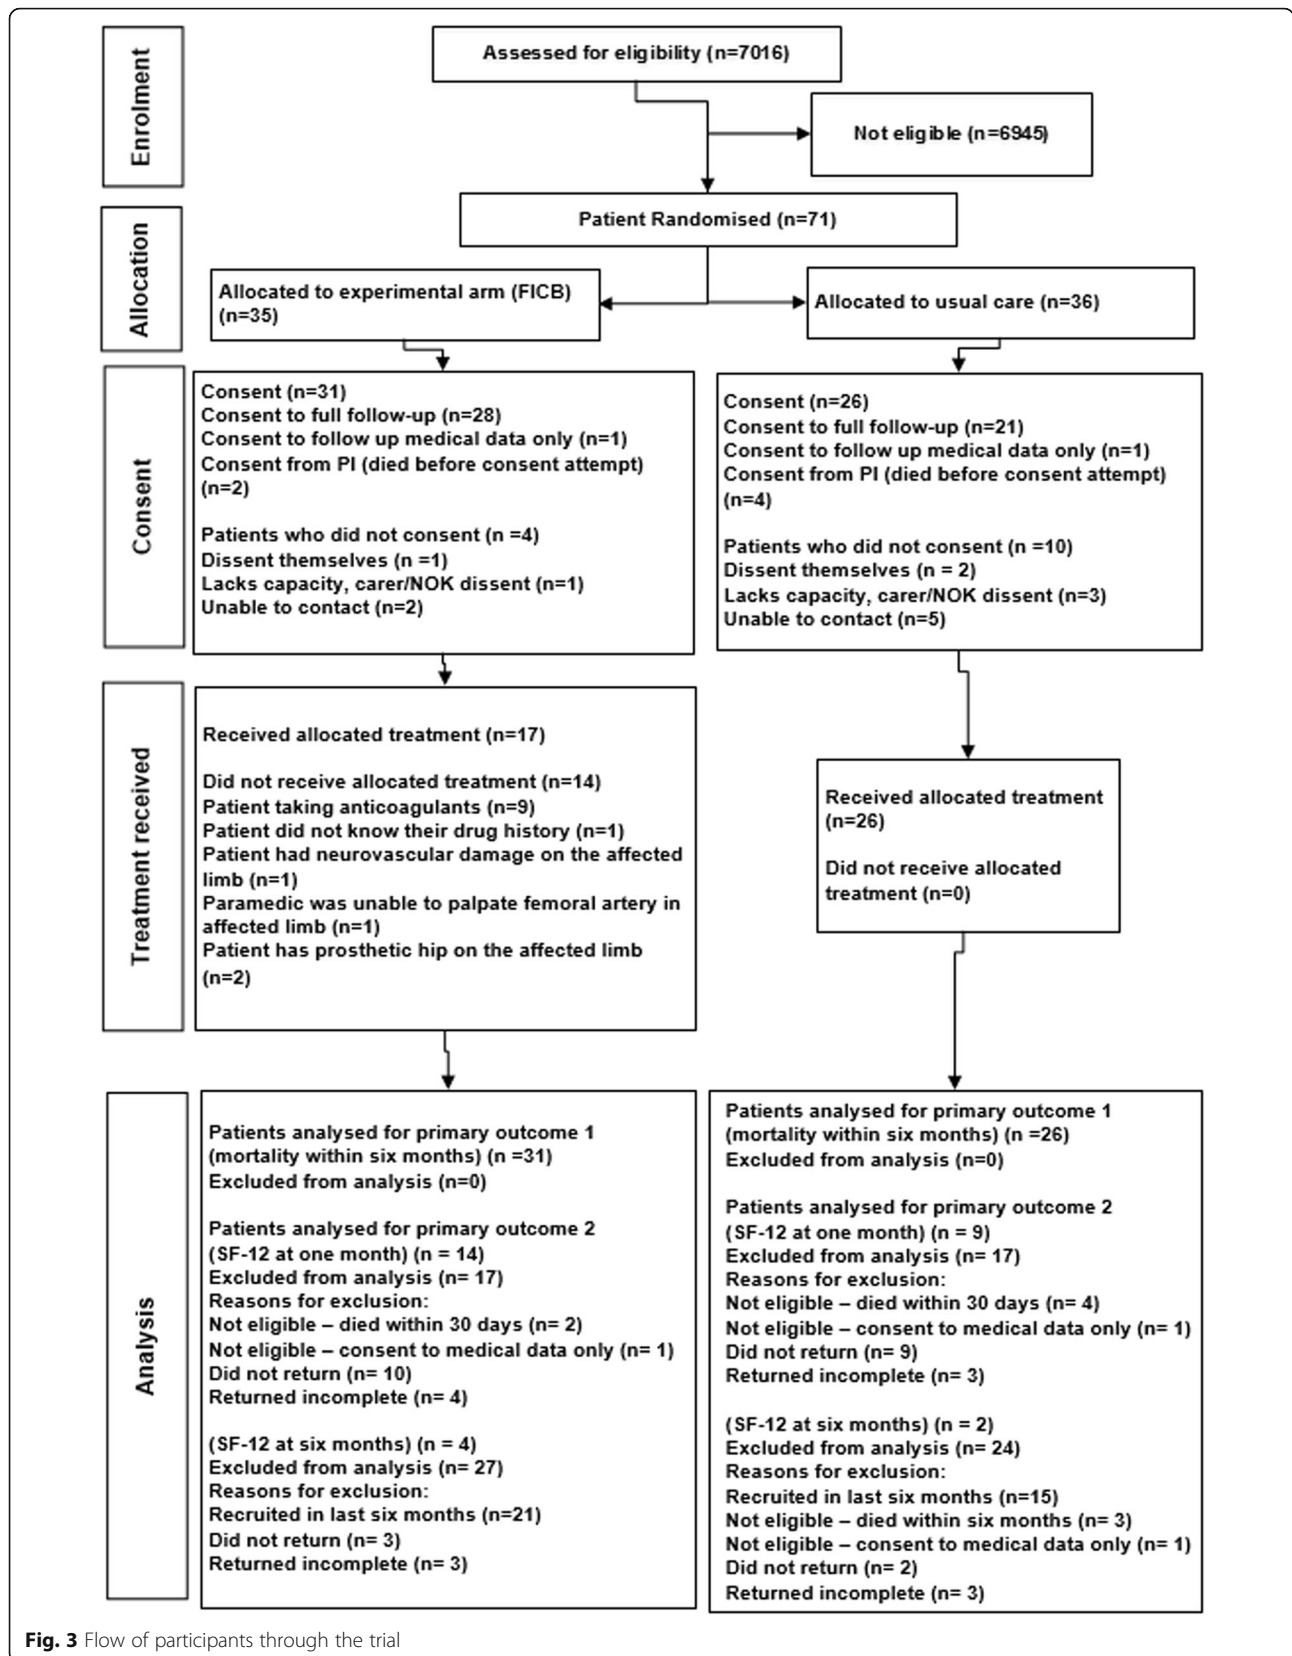 Enrolment
Assessed for eligibility (n=7016)
Not eligible (n=6945)
Patient Randomised (n=71)
Allocation
Allocated to experimental arm (FICB)
(n=35)
Allocated to usual care (n=36)
Consent
Consent (n=31)
Consent to full follow-up (n=28)
Consent to follow up medical data only (n=1)
Consent from PI (died before consent attempt)
(n=2)
Patients who did not consent (n =4)
Dissent themselves (n =1)
Lacks capacity, carer/NOK dissent (n=1)
Unable to contact (n=2)
Consent (n=26)
Consent to full follow-up (n=21)
Consent to follow up medical data only (n=1)
Consent from PI (died before consent attempt)
(n=4)
Patients who did not consent (n =10)
Dissent themselves (n = 2)
Lacks capacity, carer/NOK dissent (n=3)
Unable to contact (n=5)
Treatment received
Received allocated treatment (n=17)
Did not receive allocated treatment (n=14)
Patient taking anticoagulants (n=9)
Patient did not know their drug history (n=1)
Patient had neurovascular damage on the affected
limb (n=1)
Paramedic was unable to palpate femoral artery in
affected limb (n=1)
Patient has prosthetic hip on the affected limb
(n=2)
Received allocated treatment
(n=26)
Did not receive allocated
treatment (n=0)
Analysis
Patients analysed for primary outcome 1
(mortality within six months) (n =31)
Excluded from analysis (n=0)
Patients analysed for primary outcome 2
(SF-12 at one month) (n = 14)
Excluded from analysis (n= 17)
Reasons for exclusion:
Not eligible – died within 30 days (n= 2)
Not eligible – consent to medical data only (n= 1)
Did not return (n= 10)
Returned incomplete (n= 4)
(SF-12 at six months) (n = 4)
Excluded from analysis (n= 27)
Reasons for exclusion:
Recruited in last six months (n=21)
Did not return (n= 3)
Returned incomplete (n= 3)
Patients analysed for primary outcome 1
(mortality within six months) (n =26)
Excluded from analysis (n=0)
Patients analysed for primary outcome 2
(SF-12 at one month) (n = 9)
Excluded from analysis (n= 17)
Reasons for exclusion:
Not eligible – died within 30 days (n= 4)
Not eligible – consent to medical data only (n= 1)
Did not return (n= 9)
Returned incomplete (n= 3)
(SF-12 at six months) (n = 2)
Excluded from analysis (n= 24)
Reasons for exclusion:
Recruited in last six months (n=15)
Not eligible – died within six months (n= 3)
Not eligible – consent to medical data only (n= 1)
Did not return (n= 2)
Returned incomplete (n= 3)
Fig. 3 Flow of participants through the trial